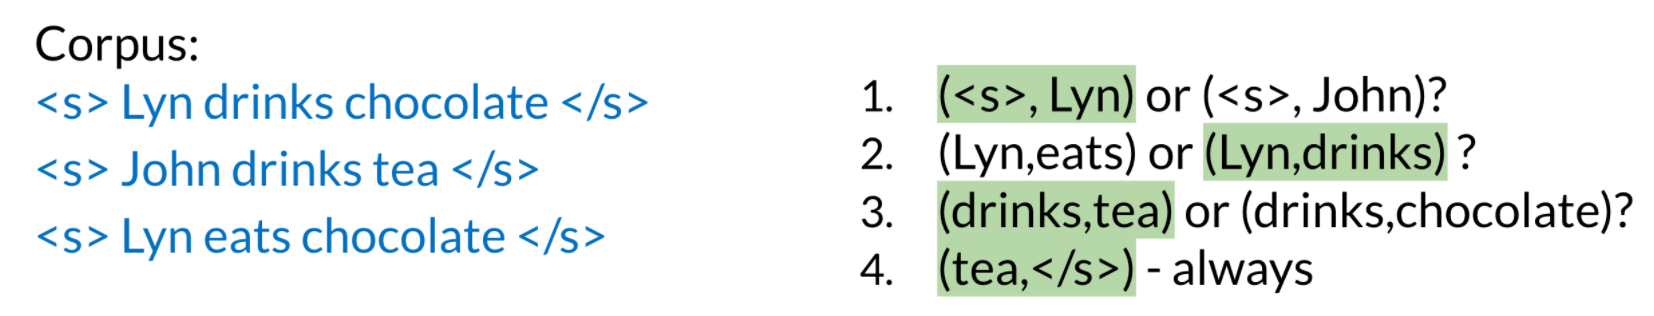 Corpus:
<s> Lyn drinks chocolate </s>
<s> John drinks tea </s>
<s> Lyn eats chocolate </s>
1. (<s>, Lyn) or (<s>, John)?
2. (Lyn,eats) or (Lyn,drinks) ?
3. (drinks,tea) or (drinks,chocolate)?
4. (tea,</s>) - always